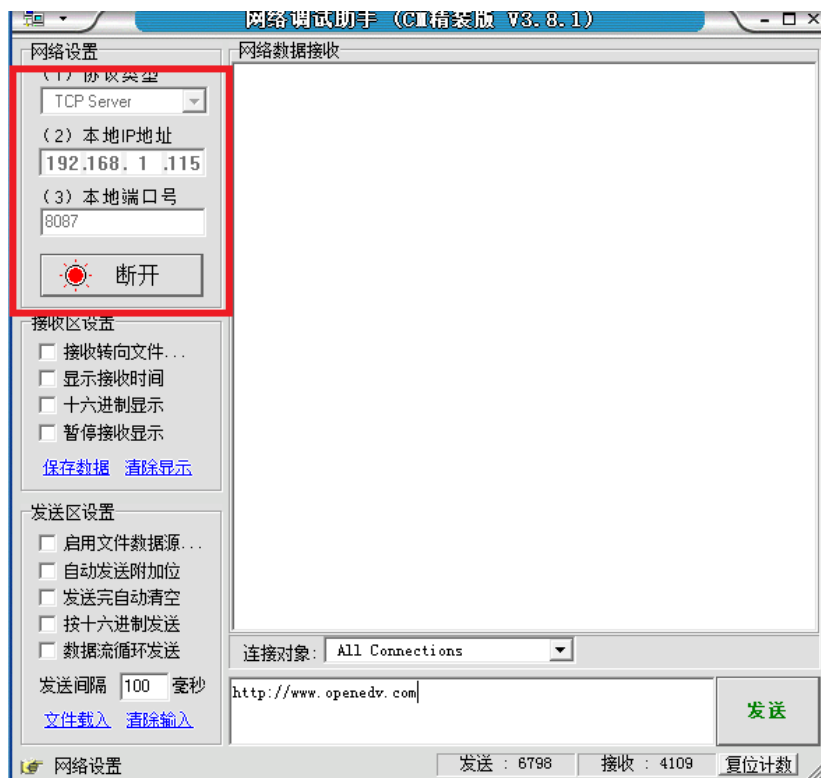 网络调试助手 (CⅢ精装版 V3.8.1)
网络设置
(1) 协议类型
TCP Server
(2) 本地IP地址
192.168. 1 .115
(3) 本地端口号
8087
断开
接收区设置
接收转向文件...
显示接收时间
十六进制显示
暂停接收显示
保存数据 清除显示
发送区设置
启用文件数据源...
自动发送附加位
发送完自动清空
按十六进制发送
数据流循环发送
发送间隔 100 毫秒
文件载入 清除输入
网络数据接收
连接对象: All Connections
http://www.openedv.com
发送
网络设置
发送 : 6798
接收 : 4109
复位计数